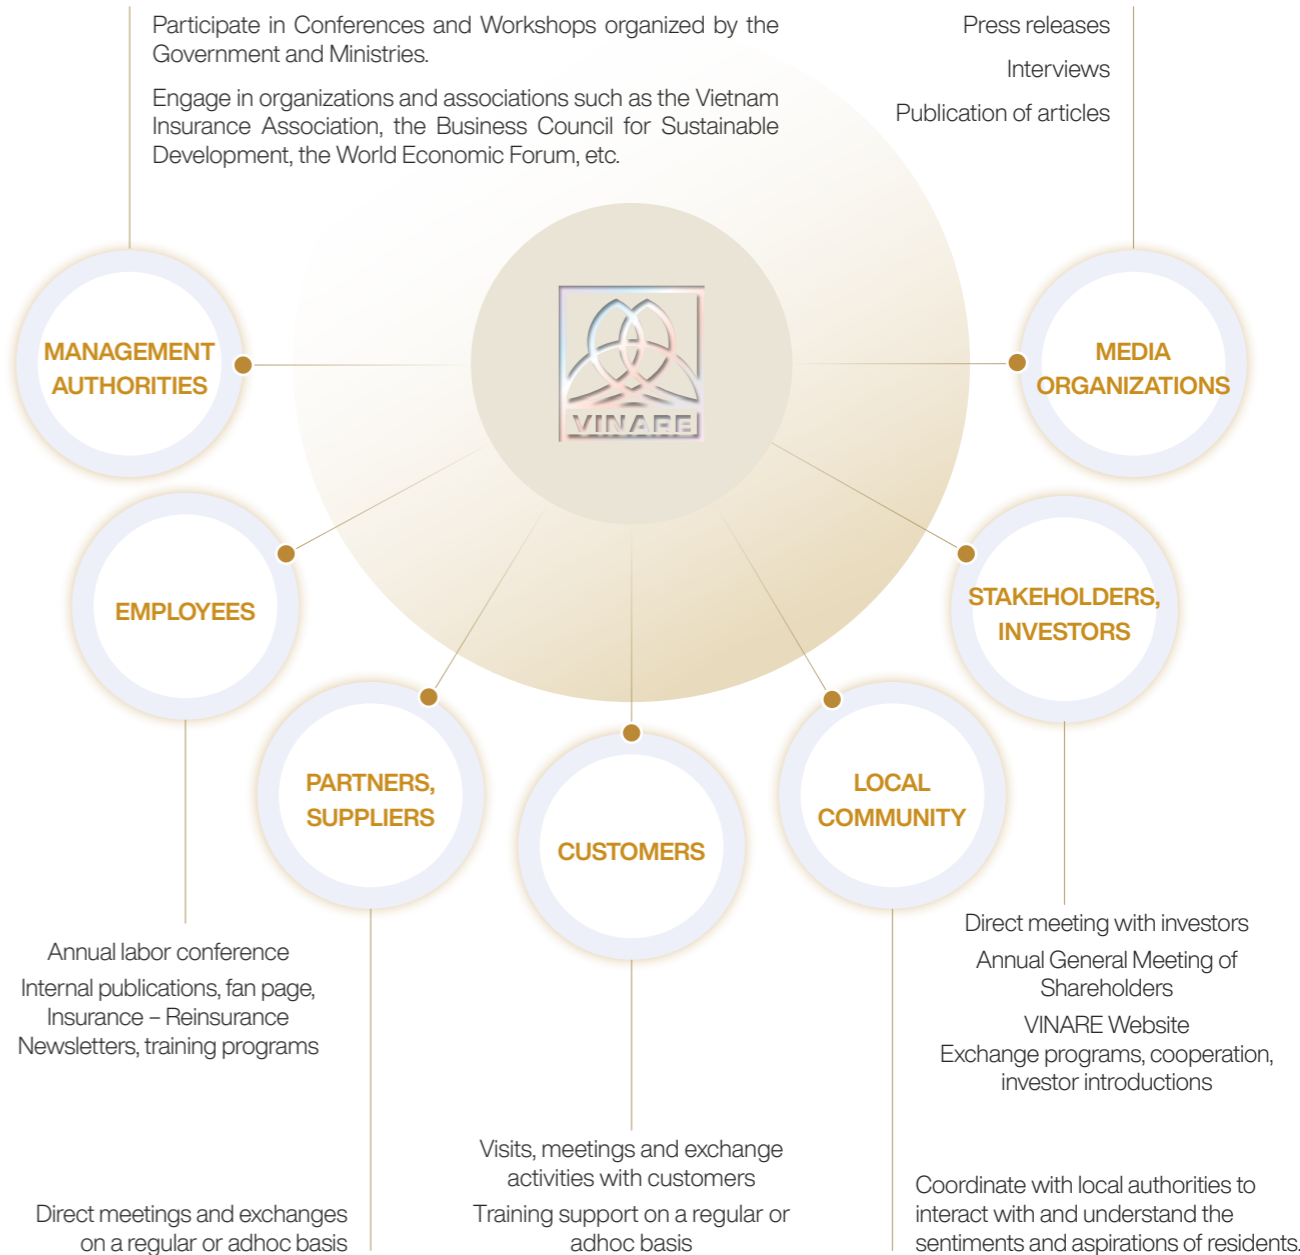 Participate in Conferences and Workshops organized by the
Government and Ministries.
Engage in organizations and associations such as the Vietnam
Insurance Association, the Business Council for Sustainable
Development, the World Economic Forum, etc.
Press releases
Interviews
Publication of articles
VINARE
MANAGEMENT
AUTHORITIES
MEDIA
ORGANIZATIONS
EMPLOYEES
STAKEHOLDERS,
INVESTORS
PARTNERS,
SUPPLIERS
CUSTOMERS
LOCAL
COMMUNITY
Annual labor conference
Internal publications, fan page,
Insurance – Reinsurance
Newsletters, training programs
Direct meeting with investors
Annual General Meeting of
Shareholders
VINARE Website
Exchange programs, cooperation,
investor introductions
Direct meetings and exchanges
on a regular or adhoc basis
Visits, meetings and exchange
activities with customers
Training support on a regular or
adhoc basis
Coordinate with local authorities to
interact with and understand the
sentiments and aspirations of residents.